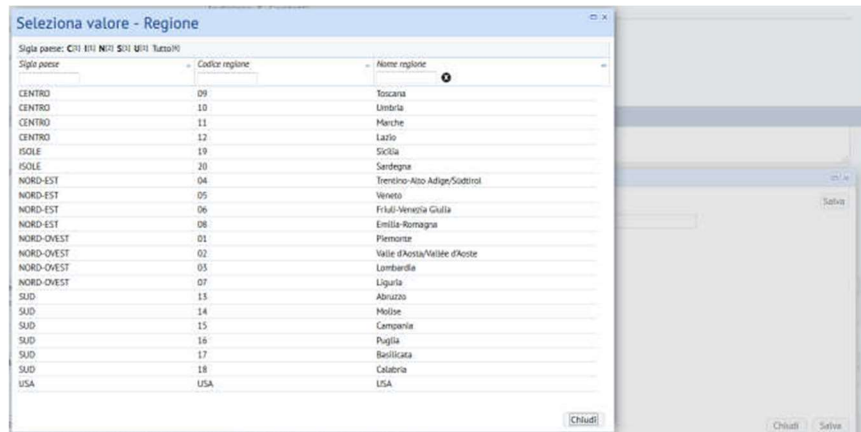 Seleziona valore - Regione
Sigla paese: C[1] I[1] N[2] S[1] U[1] Tutto[6]
Sigla paese Codice regione Nome regione
CENTRO 09 Toscana
CENTRO 10 Umbria
CENTRO 11 Marche
CENTRO 12 Lazio
ISOLE 19 Sicilia
ISOLE 20 Sardegna
NORD-EST 04 Trentino-Alto Adige/Südtirol
NORD-EST 05 Veneto
NORD-EST 06 Friuli-Venezia Giulia
NORD-EST 08 Emilia-Romagna
NORD-OVEST 01 Piemonte
NORD-OVEST 02 Valle d'Aosta/Vallée d'Aoste
NORD-OVEST 03 Lombardia
NORD-OVEST 07 Liguria
SUD 13 Abruzzo
SUD 14 Molise
SUD 15 Campania
SUD 16 Puglia
SUD 17 Basilicata
SUD 18 Calabria
USA USA USA
Chiudi
Salva
Chiudi Salva